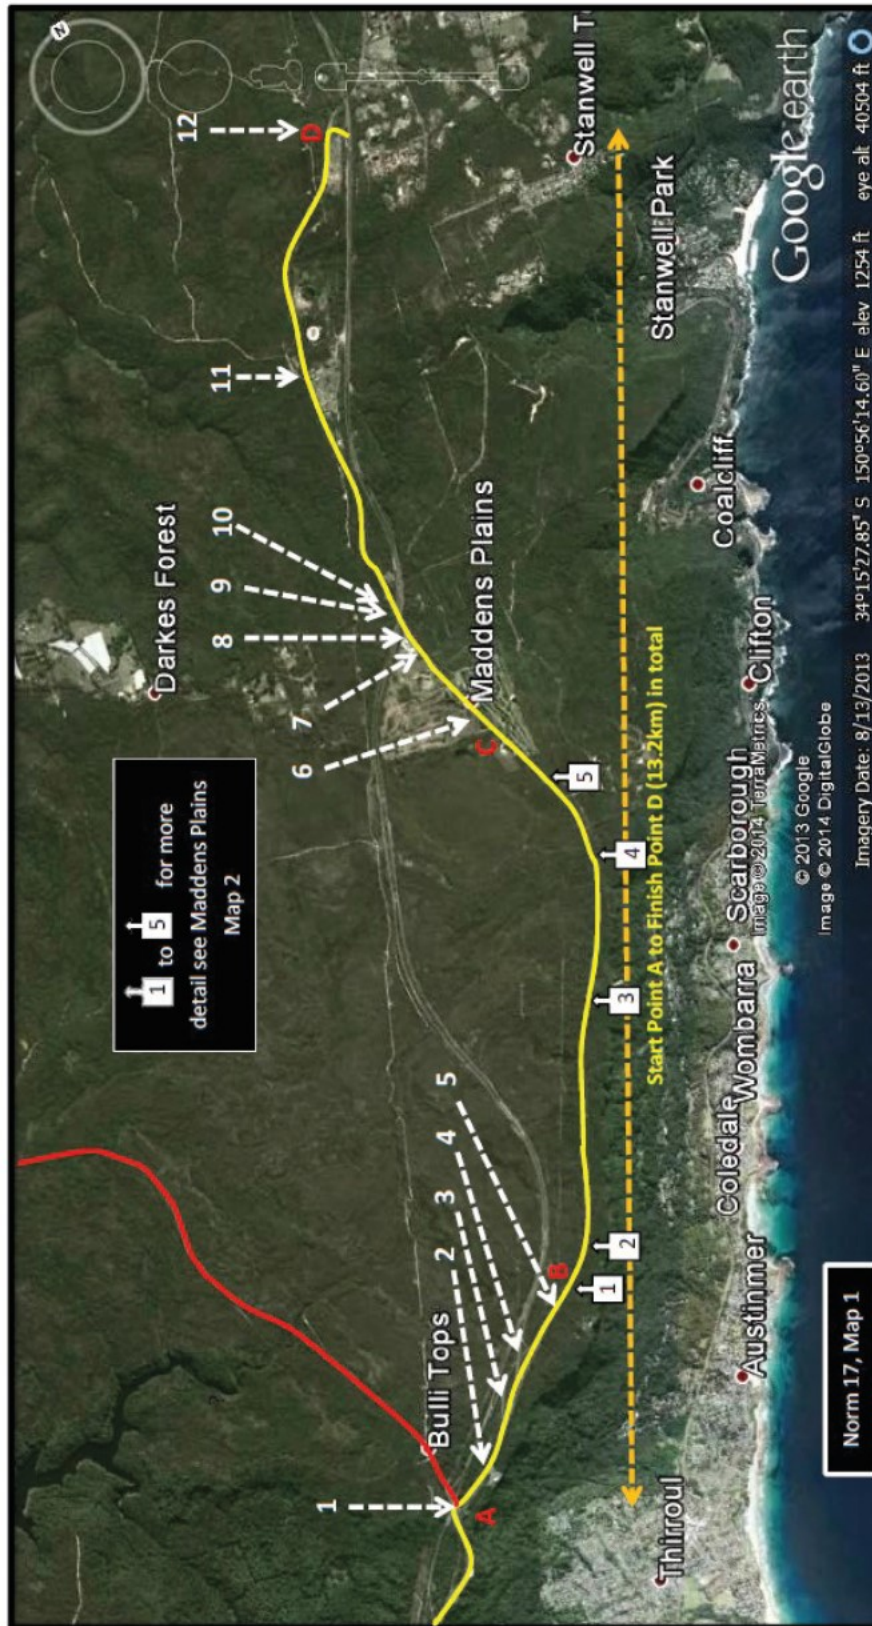 N
1 to 5 for more
detail see Maddens Plains
Map 2
Darkes Forest
12
D
11
10
9
8
7
6
Maddens Plains
C
5
4
3
2
1
5
4
3
2
B
Bulli Tops
1
A
Start Point A to Finish Point D (13.2km) in total
Stanwell T
Stanwell Park
Coalcliff
Clifton
Scarborough
Wombarra
Coledale
Austinmer
Thirroul
Image © 2014 TerraMetrics
© 2013 Google
Image © 2014 DigitalGlobe
Google earth
Norm 17, Map 1
Imagery Date: 8/13/2013 34°15'27.85" S 150°56'14.60" E elev 1254 ft eye alt 40504 ft